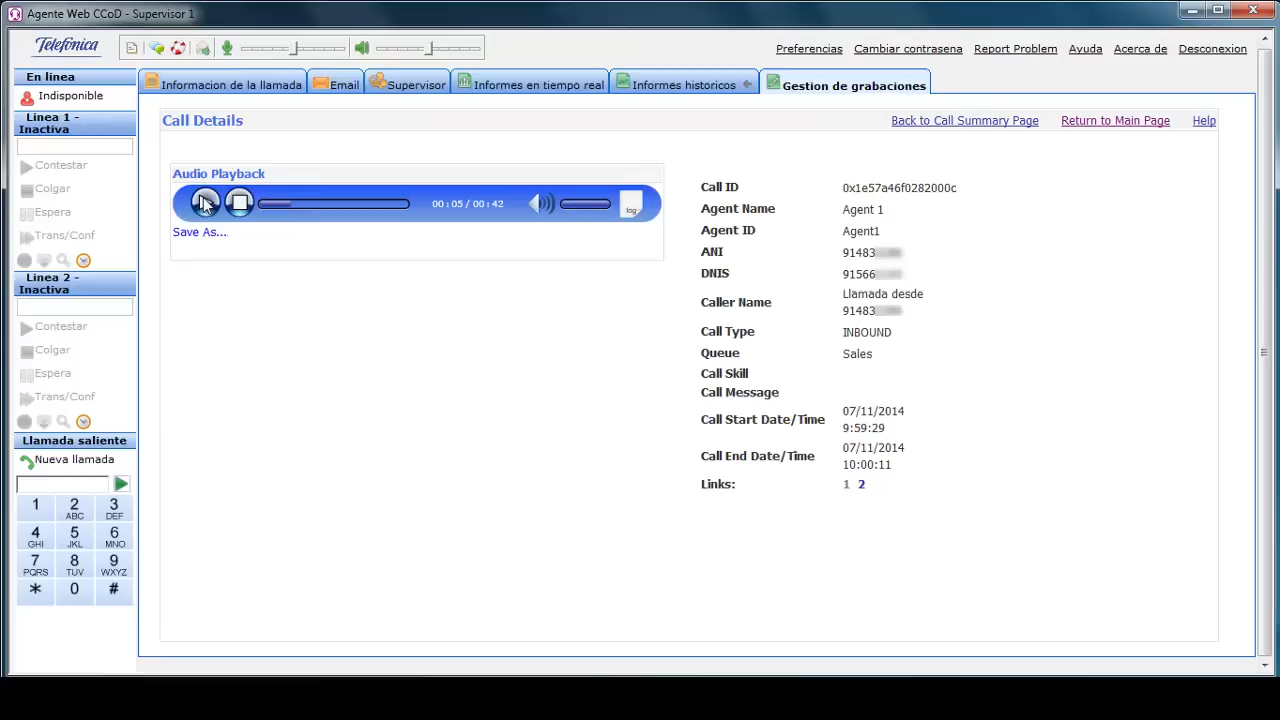 Agente Web CCoD - Supervisor 1
Telefónica
Preferencias Cambiar contrasena Report Problem Ayuda Acerca de Desconexion
En linea
Indisponible
Linea 1 -
Inactiva
Contestar
Colgar
Espera
Trans/Conf
Linea 2 -
Inactiva
Contestar
Colgar
Espera
Trans/Conf
Llamada saliente
Nueva llamada
1 2 3
ABC DEF
4 5 6
GHI JKL MNO
7 8 9
PQRS TUV WXYZ
* 0 #
Informacion de la llamada Email Supervisor Informes en tiempo real Informes historicos Gestion de grabaciones
Call Details
Back to Call Summary Page Return to Main Page Help
Audio Playback
00:05 / 00:42
log
Save As...
Call ID 0x1e57a46f0282000c
Agent Name Agent 1
Agent ID Agent1
ANI 91483
DNIS 91566
Caller Name Llamada desde
91483
Call Type INBOUND
Queue Sales
Call Skill
Call Message
Call Start Date/Time 07/11/2014
9:59:29
Call End Date/Time 07/11/2014
10:00:11
Links: 1 2